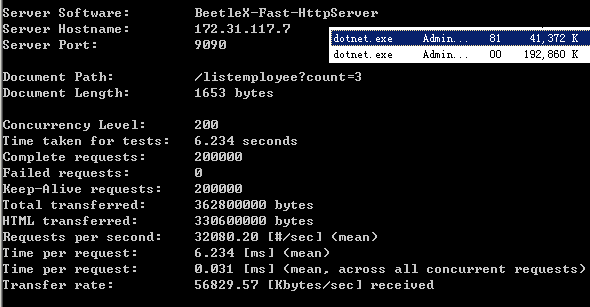 Server Software:        BeetleX-Fast-HttpServer
Server Hostname:        172.31.117.7
Server Port:            9090
dotnet.exe    Admin...    81    41,372 K
dotnet.exe    Admin...    00    192,860 K
Document Path:          /listemployee?count=3
Document Length:        1653 bytes
Concurrency Level:      200
Time taken for tests:   6.234 seconds
Complete requests:      200000
Failed requests:        0
Keep-Alive requests:    200000
Total transferred:      362800000 bytes
HTML transferred:       330600000 bytes
Requests per second:    32080.20 [#/sec] (mean)
Time per request:       6.234 [ms] (mean)
Time per request:       0.031 [ms] (mean, across all concurrent requests)
Transfer rate:          56829.57 [Kbytes/sec] received